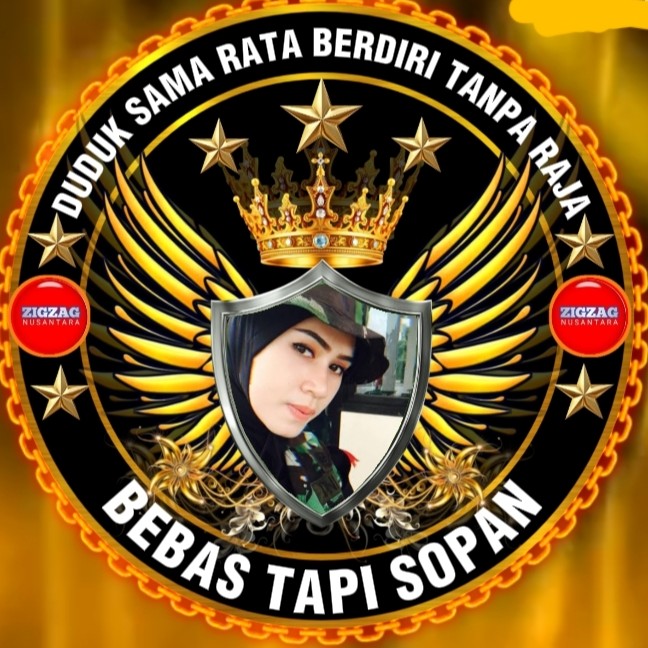 DUDUK SAMA RATA BERDIRI TANPA RAJA
ZIGZAG
NUSANTARA
ZIGZAG
NUSANTARA
BEBAS TAPI SOPAN